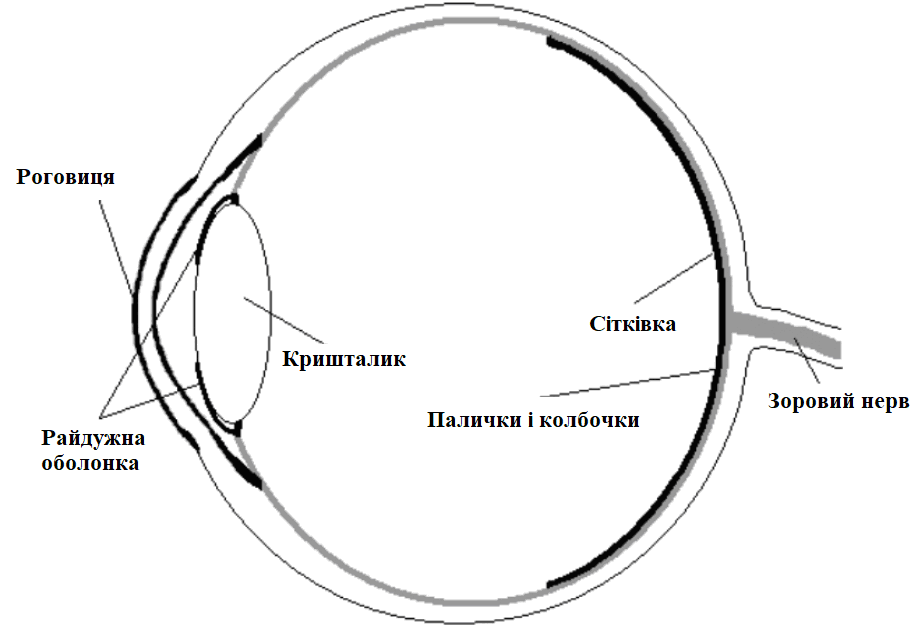 Роговиця
Сітківка
Кришталик
Зоровий нерв
Палички і колбочки
Райдужна
оболонка